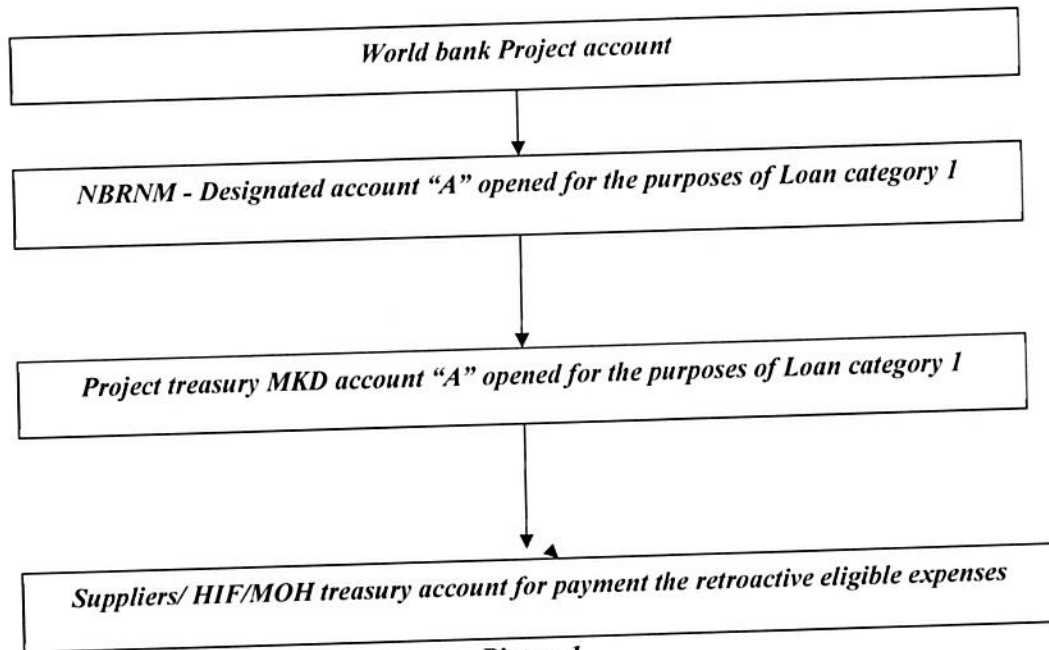 World bank Project account
NBRNM - Designated account “A” opened for the purposes of Loan category 1
Project treasury MKD account “A” opened for the purposes of Loan category 1
Suppliers/ HIF/MOH treasury account for payment the retroactive eligible expenses